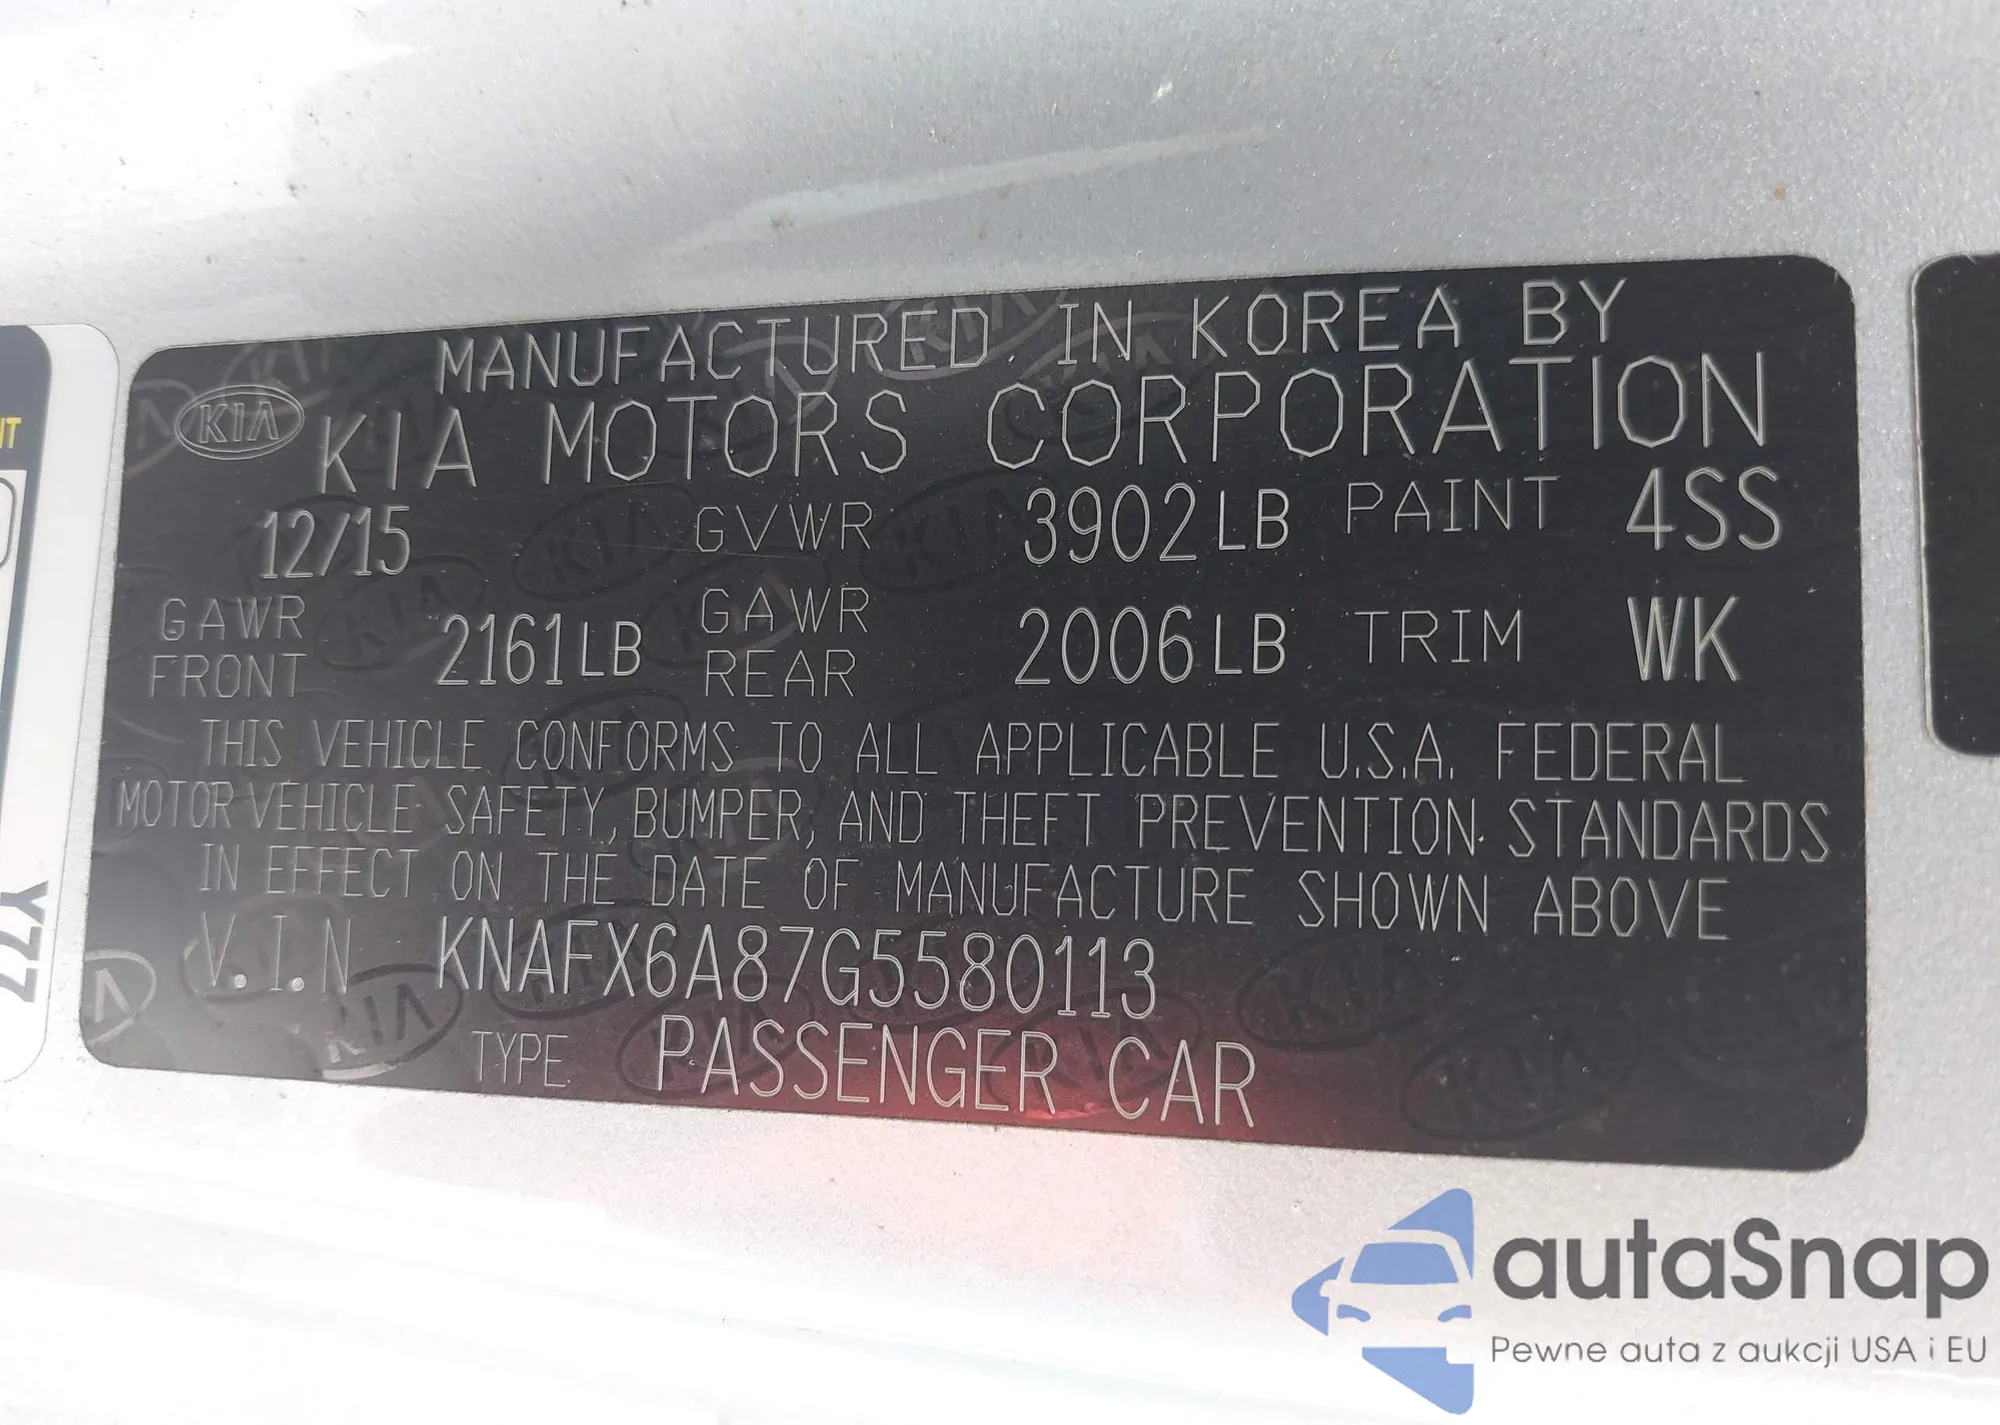 MANUFACTURED IN KOREA BY
KIA KIA MOTORS CORPORATION
12/15 GVWR 3902LB PAINT 4SS
GAWR FRONT 2161LB GAWR REAR 2006LB TRIM WK
THIS VEHICLE CONFORMS TO ALL APPLICABLE U.S.A. FEDERAL
MOTOR VEHICLE SAFETY, BUMPER, AND THEFT PREVENTION STANDARDS
IN EFFECT ON THE DATE OF MANUFACTURE SHOWN ABOVE
V.I.N KNAFX6A87G5580113
TYPE PASSENGER CAR
autaSnap
Pewne auta z aukcji USA i EU